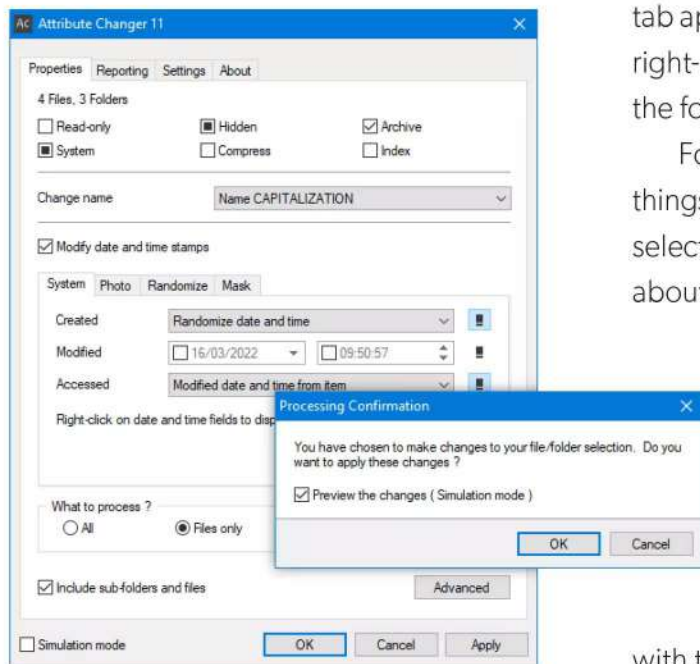 Ac Attribute Changer 11
Properties Reporting Settings About
4 Files, 3 Folders
Read-only Hidden Archive
System Compress Index
Change name Name CAPITALIZATION
Modify date and time stamps
System Photo Randomize Mask
Created Randomize date and time
Modified 16/03/2022 09:50:57
Accessed Modified date and time from item
Right-click on date and time fields to
What to process ?
All Files only
Include sub-folders and files Advanced
Simulation mode OK Cancel Apply
Processing Confirmation
You have chosen to make changes to your file/folder selection. Do you
want to apply these changes ?
Preview the changes ( Simulation mode )
OK Cancel
tab
right-
the
things
select
about
with